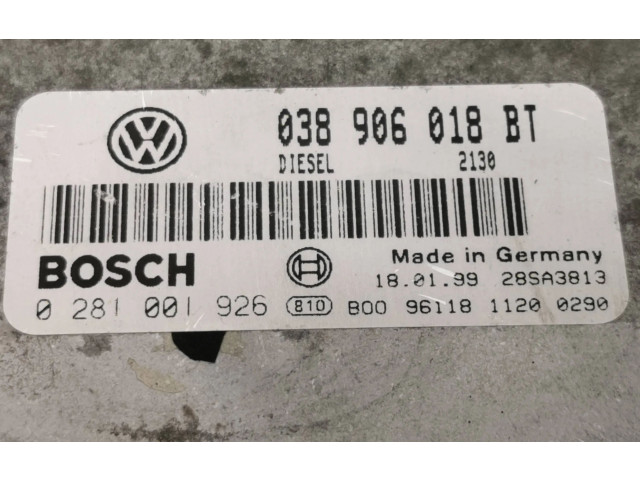 VW 038 906 018 BT
DIESEL 2130
BOSCH Made in Germany
18.01.99 28SA3813
0 281 001 926 810 B00 96118 1120 0290